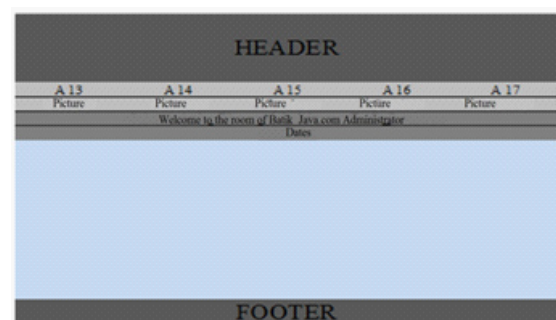 HEADER
A 13 A 14 A 15 A 16 A 17
Picture Picture Picture Picture Picture
Welcome to the room of Batik Java.com Administrator
Dates
FOOTER